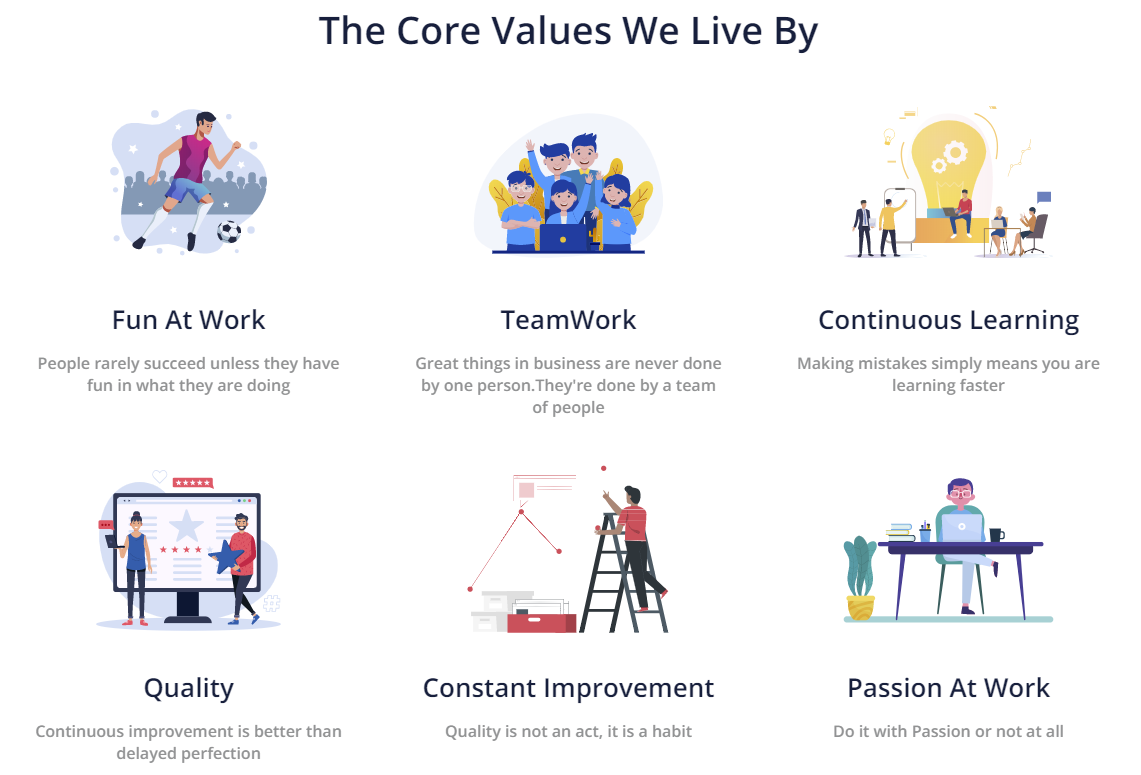 The Core Values We Live By
Fun At Work
People rarely succeed unless they have
fun in what they are doing
TeamWork
Great things in business are never done
by one person.They're done by a team
of people
Continuous Learning
Making mistakes simply means you are
learning faster
Quality
Continuous improvement is better than
delayed perfection
Constant Improvement
Quality is not an act, it is a habit
Passion At Work
Do it with Passion or not at all